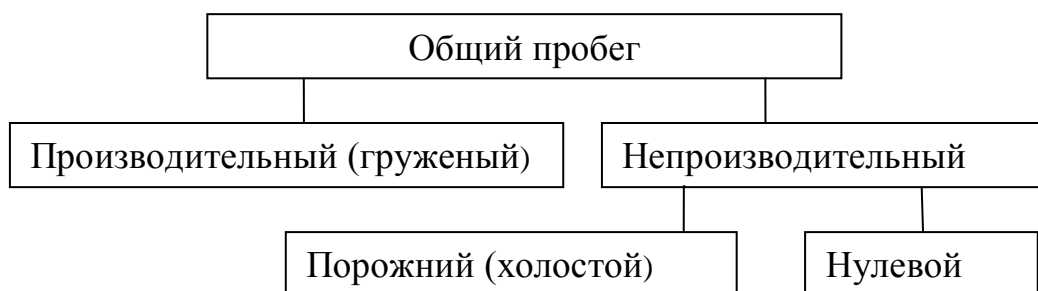 Общий пробег
Производительный (груженый)
Непроизводительный
Порожний (холостой)
Нулевой